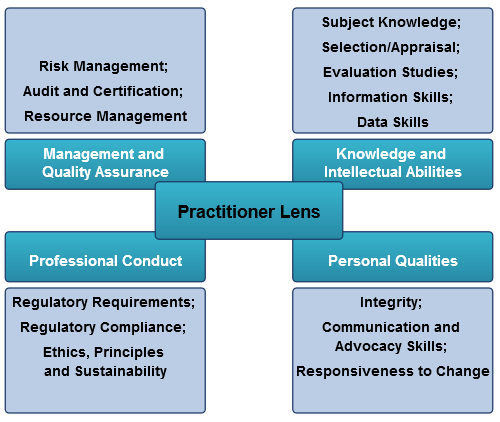 Risk Management;
Audit and Certification;
Resource Management
Management and
Quality Assurance
Subject Knowledge;
Selection/Appraisal;
Evaluation Studies;
Information Skills;
Data Skills
Knowledge and
Intellectual Abilities
Practitioner Lens
Professional Conduct
Regulatory Requirements;
Regulatory Compliance;
Ethics, Principles
and Sustainability
Personal Qualities
Integrity;
Communication and
Advocacy Skills;
Responsiveness to Change